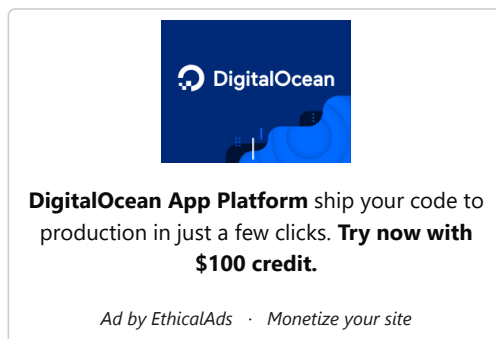 DigitalOcean
DigitalOcean App Platform ship your code to
production in just a few clicks. Try now with
$100 credit.
Ad by EthicalAds · Monetize your site